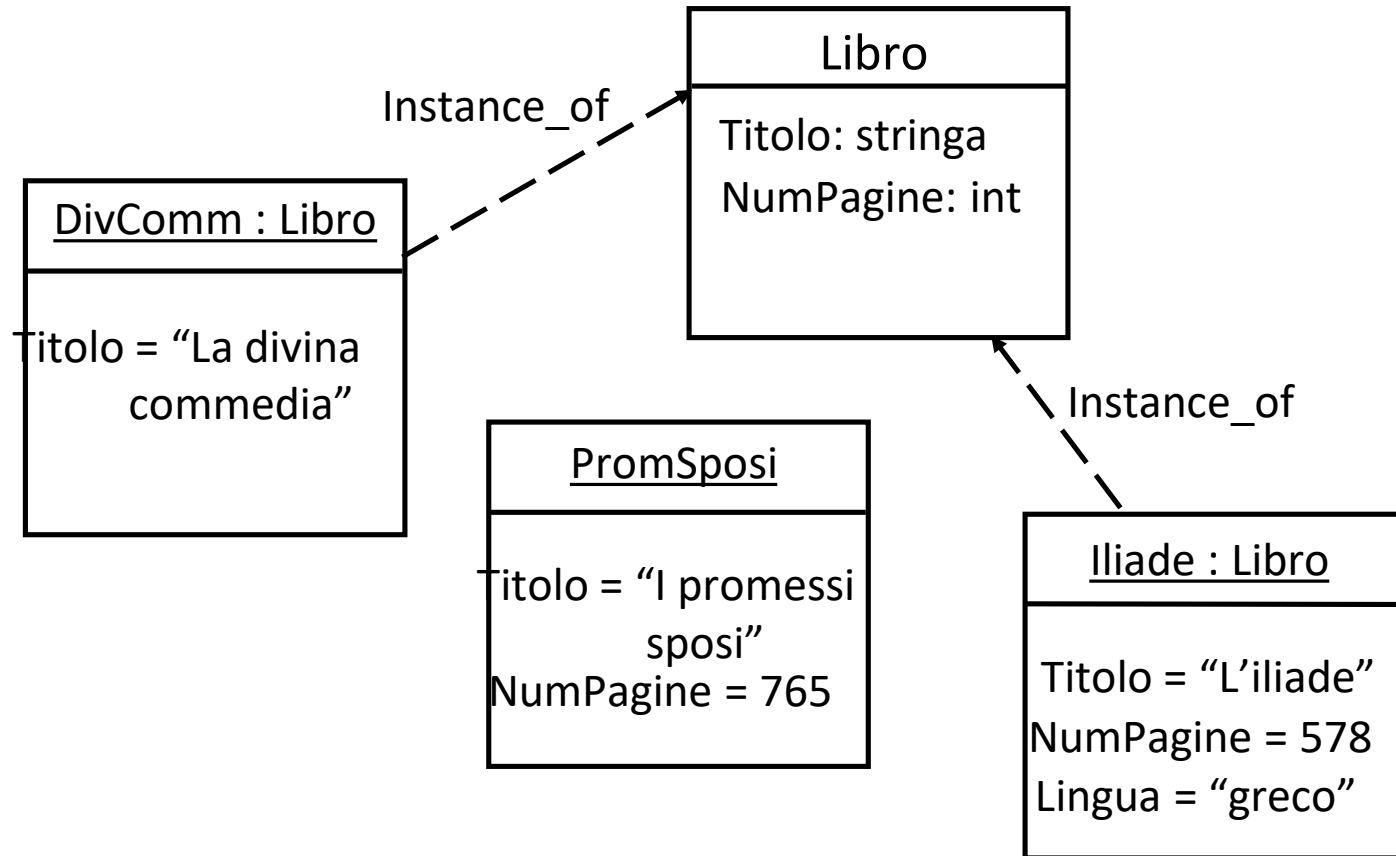 Libro
Titolo: stringa
NumPagine: int
Instance_of
DivComm : Libro
Titolo = “La divina
commedia”
PromSposi
Titolo = “I promessi
sposi”
NumPagine = 765
Instance_of
Iliade : Libro
Titolo = “L’iliade”
NumPagine = 578
Lingua = “greco”